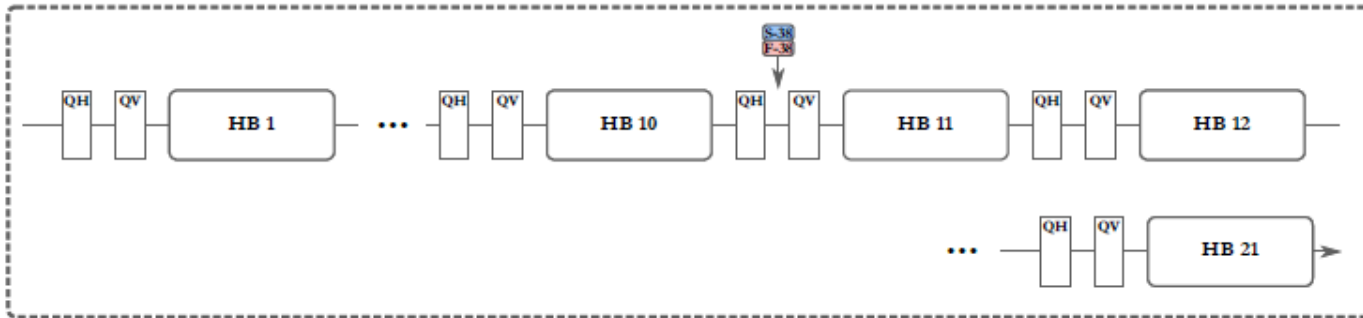 S-38
F-38
QH QV HB 1 ••• QH QV HB 10 QH QV HB 11 QH QV HB 12
••• QH QV HB 21